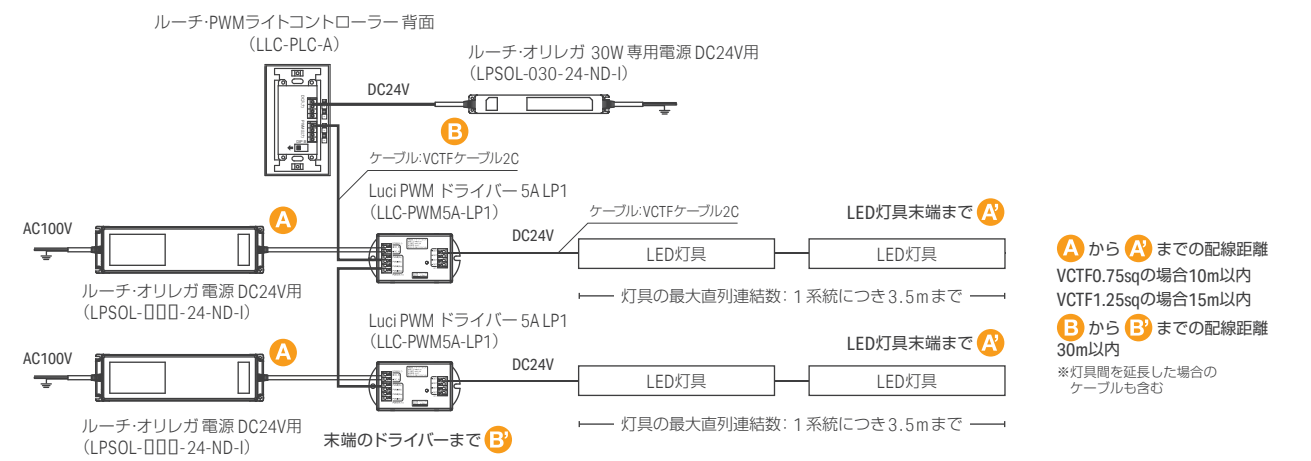 ルーチ・PWMライトコントローラー 背面
（LLC-PLC-A）
ルーチ・オリレガ 30W 専用電源 DC24V用
（LPSOL-030-24-ND-I）
DC24V
B
ケーブル：VCTFケーブル2C
Luci PWM ドライバー 5A LP1
（LLC-PWM5A-LP1）
AC100V
A
DC24V
ケーブル：VCTFケーブル2C
LED灯具末端まで A'
LED灯具
LED灯具
ルーチ・オリレガ 電源 DC24V用
（LPSOL-▯▯▯-24-ND-I）
灯具の最大直列連結数： 1 系統につき 3.5mまで
Luci PWM ドライバー 5A LP1
（LLC-PWM5A-LP1）
AC100V
A
DC24V
LED灯具末端まで A'
LED灯具
LED灯具
ルーチ・オリレガ 電源 DC24V用
（LPSOL-▯▯▯-24-ND-I）
末端のドライバーまで B'
灯具の最大直列連結数： 1 系統につき 3.5mまで
A から A' までの配線距離
VCTF0.75sqの場合10m以内
VCTF1.25sqの場合15m以内
B から B' までの配線距離
30m以内
※灯具間を延長した場合の
ケーブルも含む